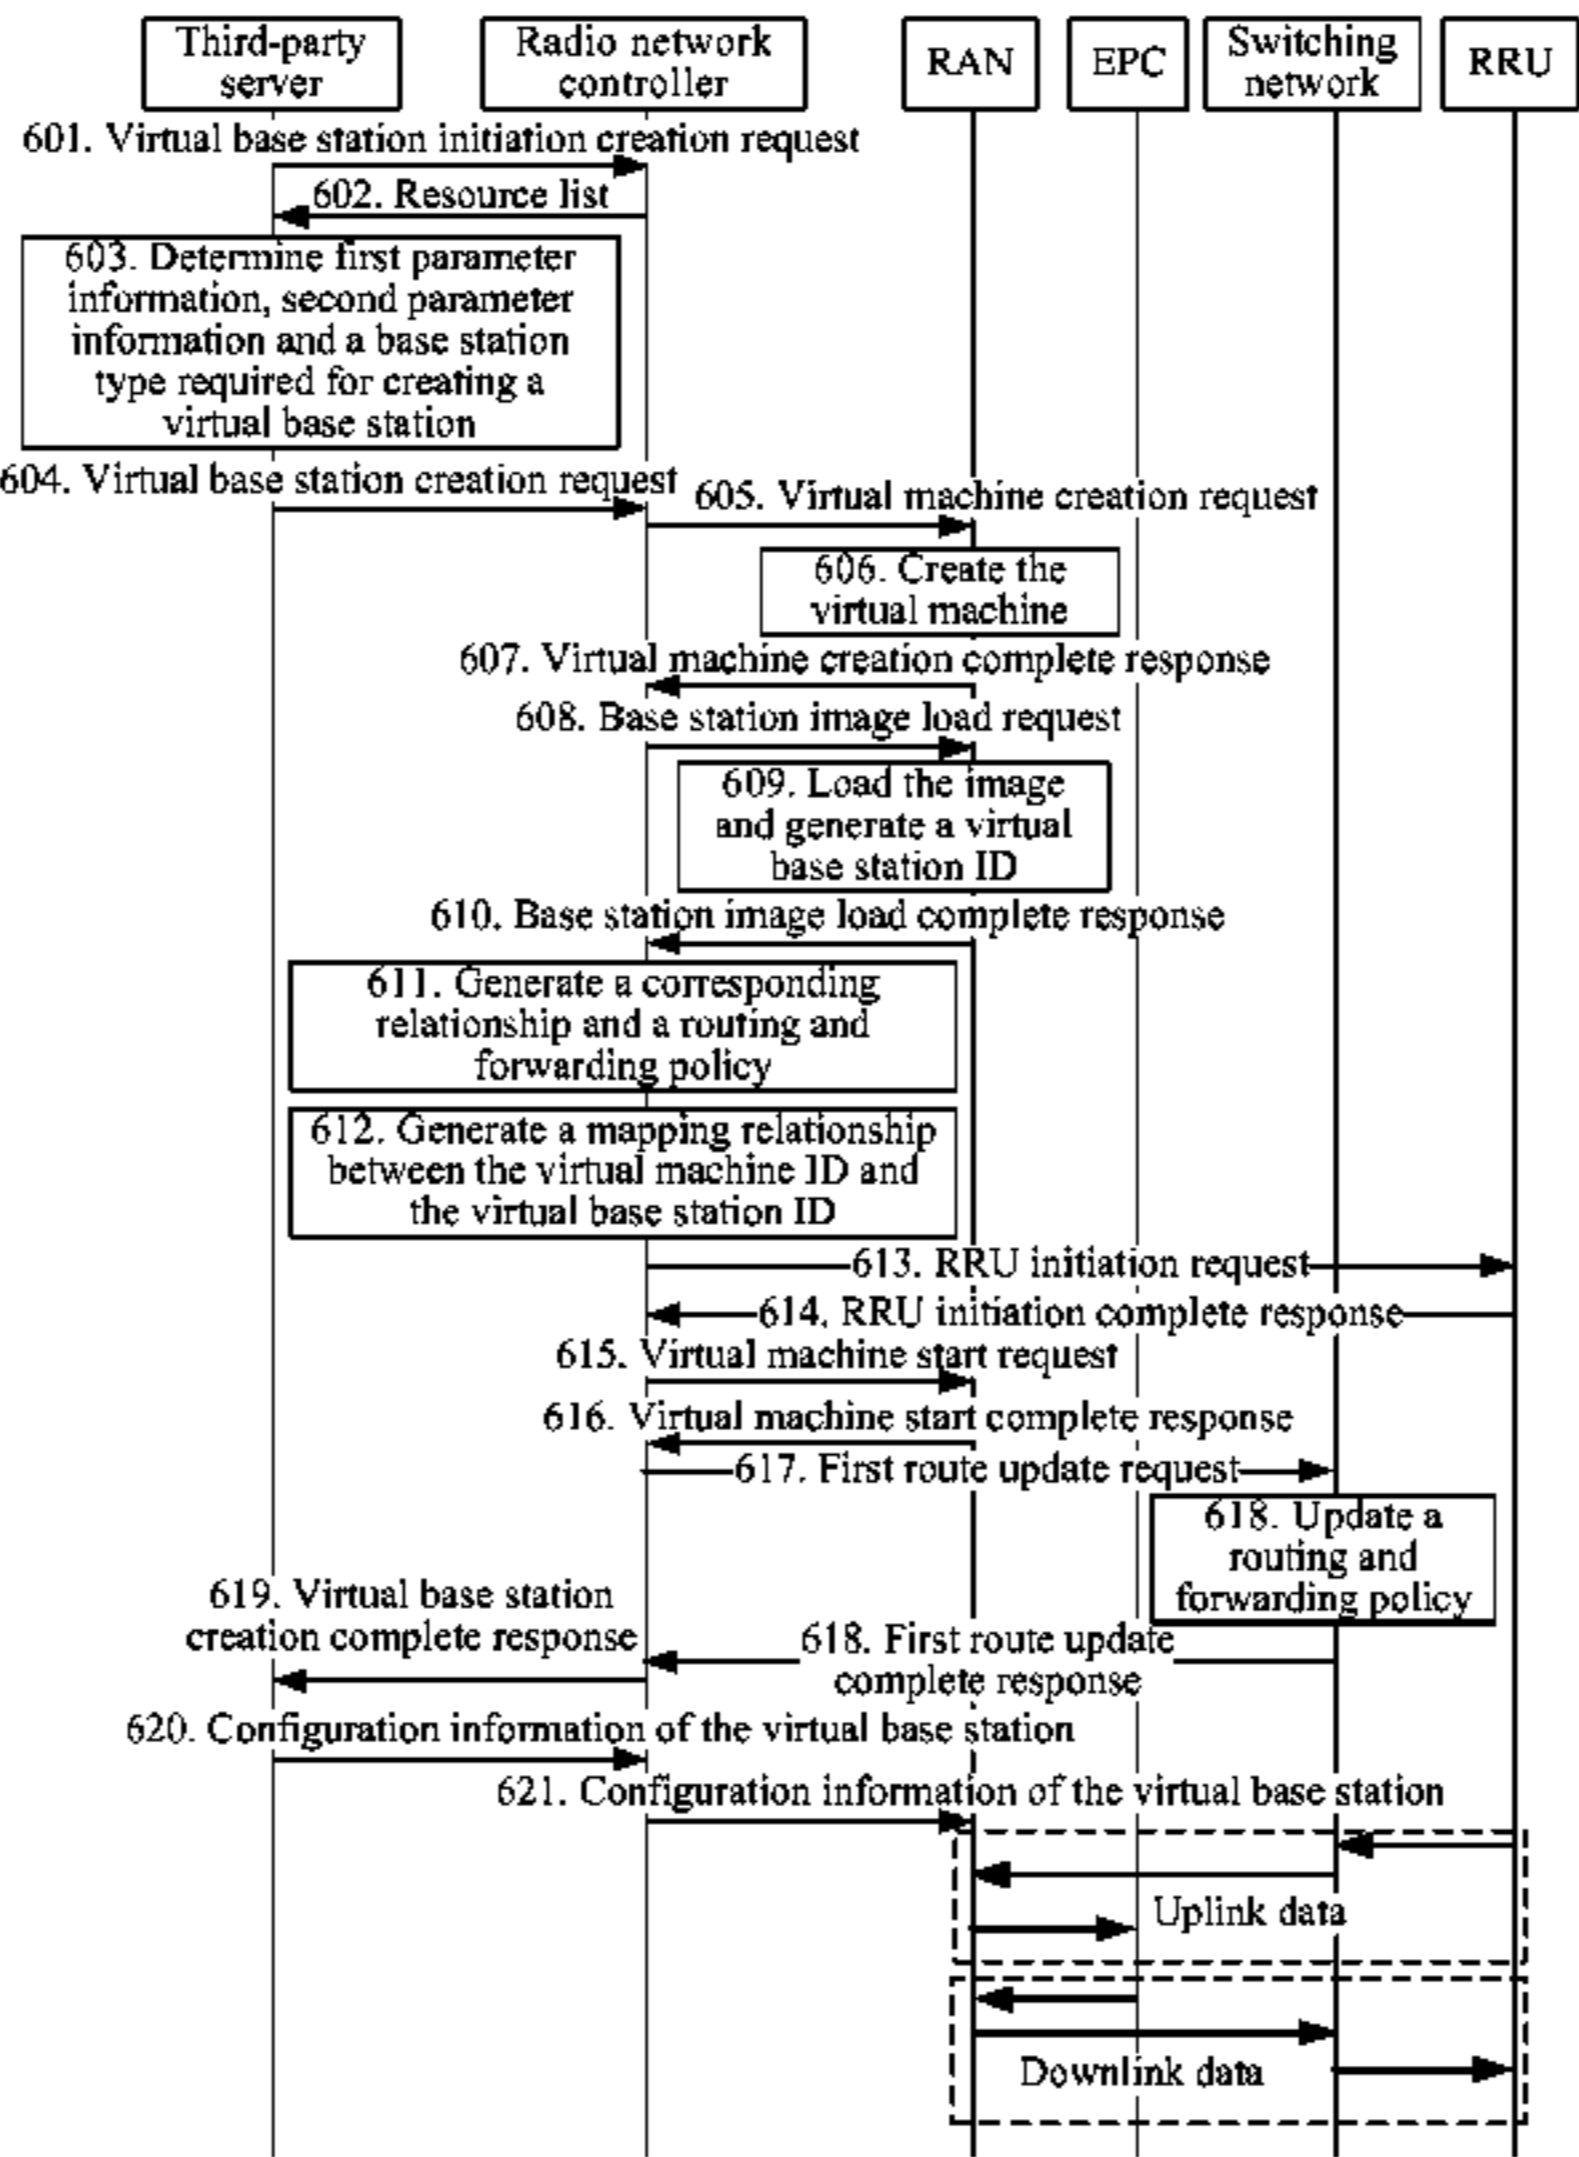 Third-party
server
Radio network
controller
RAN
EPC
Switching
network
RRU
601. Virtual base station initiation creation request
602. Resource list
603. Determine first parameter
information, second parameter
information and a base station
type required for creating a
virtual base station
604. Virtual base station creation request
605. Virtual machine creation request
606. Create the
virtual machine
607. Virtual machine creation complete response
608. Base station image load request
609. Load the image
and generate a virtual
base station ID
610. Base station image load complete response
611. Generate a corresponding
relationship and a routing and
forwarding policy
612. Generate a mapping relationship
between the virtual machine ID and
the virtual base station ID
613. RRU initiation request
614. RRU initiation complete response
615. Virtual machine start request
616. Virtual machine start complete response
617. First route update request
618. Update a
routing and
forwarding policy
619. Virtual base station
creation complete response
618. First route update
complete response
620. Configuration information of the virtual base station
621. Configuration information of the virtual base station
Uplink data
Downlink data